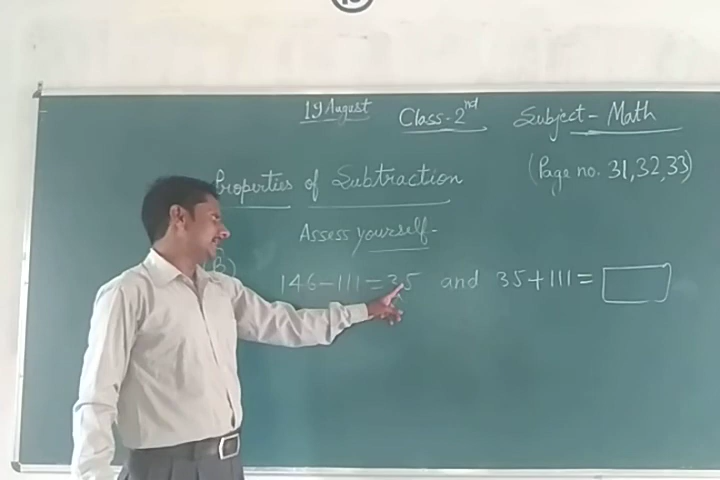 19 August Class-2nd Subject - Math
(Page no. 31,32,33)
Properties of Subtraction
Assess yourself-
B)
146-111=35 and 35+111=